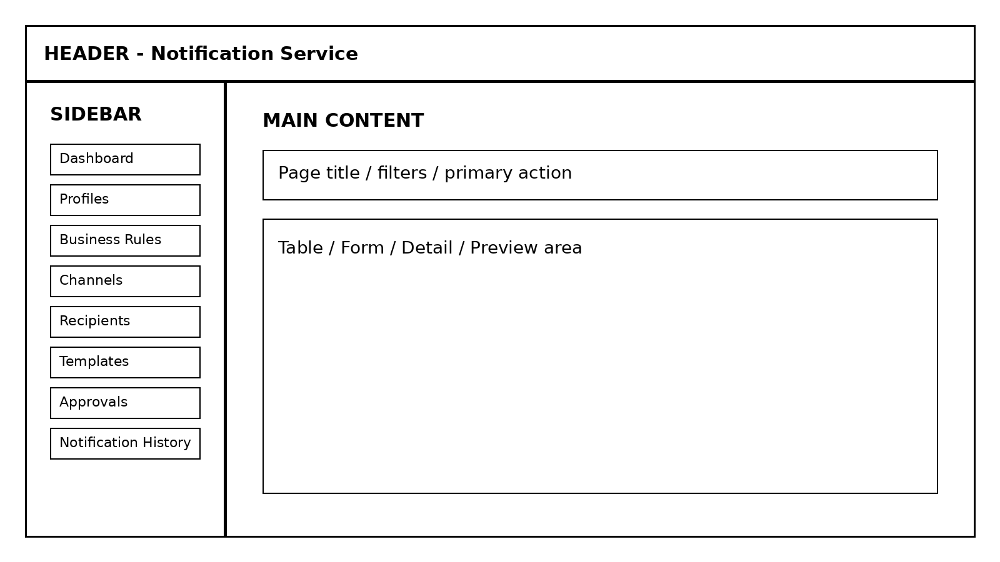 HEADER - Notification Service
SIDEBAR
Dashboard
Profiles
Business Rules
Channels
Recipients
Templates
Approvals
Notification History
MAIN CONTENT
Page title / filters / primary action
Table / Form / Detail / Preview area